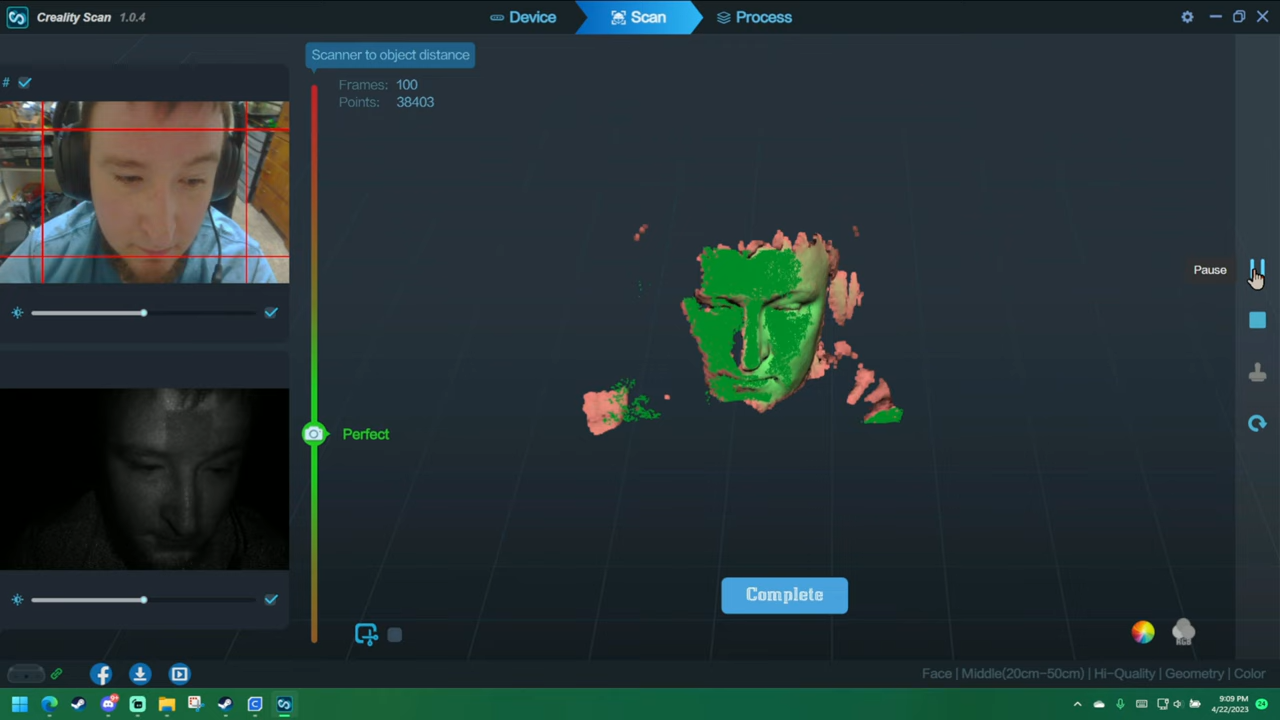 Creality Scan 1.0.4
Device
Scan
Process
Scanner to object distance
#
Frames: 100
Points: 38403
Pause
Perfect
Complete
Face | Middle(20cm-50cm) | Hi-Quality | Geometry | Color
9:09 PM
4/22/2023
24